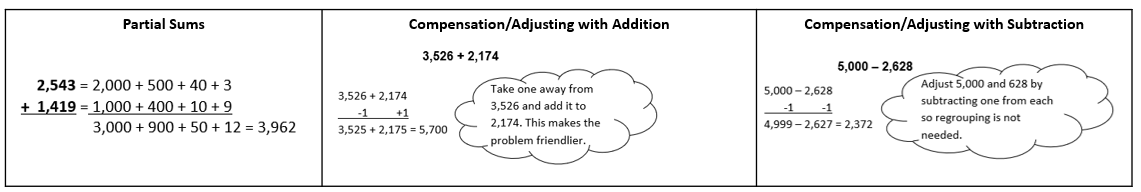 Partial Sums
2,543 = 2,000 + 500 + 40 + 3
+ 1,419 = 1,000 + 400 + 10 + 9
3,000 + 900 + 50 + 12 = 3,962
Compensation/Adjusting with Addition
3,526 + 2,174
3,526 + 2,174
-1 +1
3,525 + 2,175 = 5,700
Take one away from
3,526 and add it to
2,174. This makes the
problem friendlier.
Compensation/Adjusting with Subtraction
5,000 – 2,628
5,000 – 2,628
-1 -1
4,999 – 2,627 = 2,372
Adjust 5,000 and 628 by
subtracting one from each
so regrouping is not
needed.